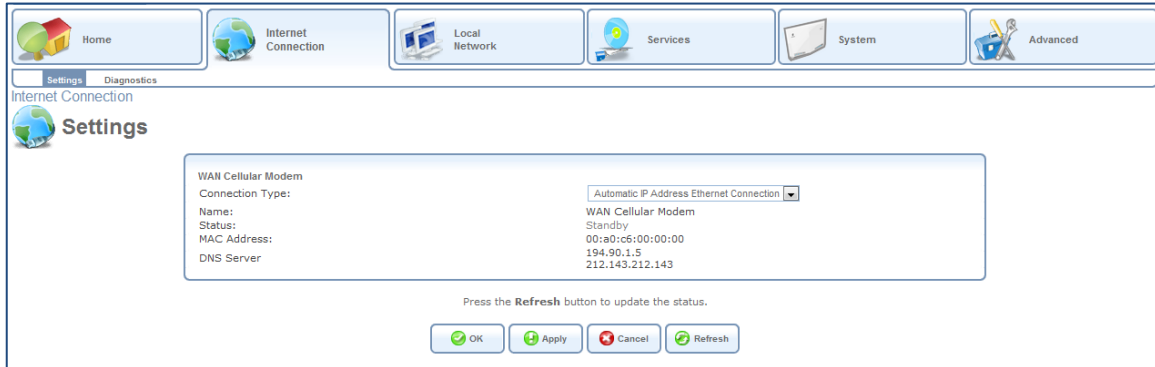 Home
Internet Connection
Local Network
Services
System
Advanced
Settings Diagnostics
Internet Connection
Settings
WAN Cellular Modem
Connection Type: Automatic IP Address Ethernet Connection
Name: WAN Cellular Modem
Status: Standby
MAC Address: 00:a0:c6:00:00:00
DNS Server 194.90.1.5
212.143.212.143
Press the Refresh button to update the status.
OK Apply Cancel Refresh